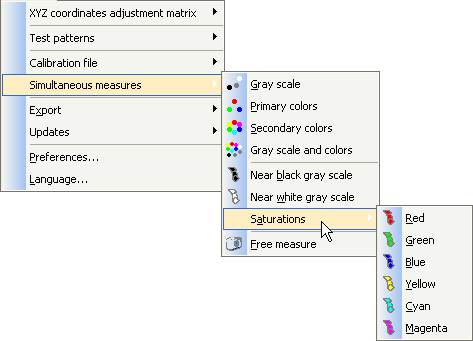 XYZ coordinates adjustment matrix
Test patterns
Calibration file
Simultaneous measures
Export
Updates
Preferences...
Language...
Gray scale
Primary colors
Secondary colors
Gray scale and colors
Near black gray scale
Near white gray scale
Saturations
Free measure
Red
Green
Blue
Yellow
Cyan
Magenta